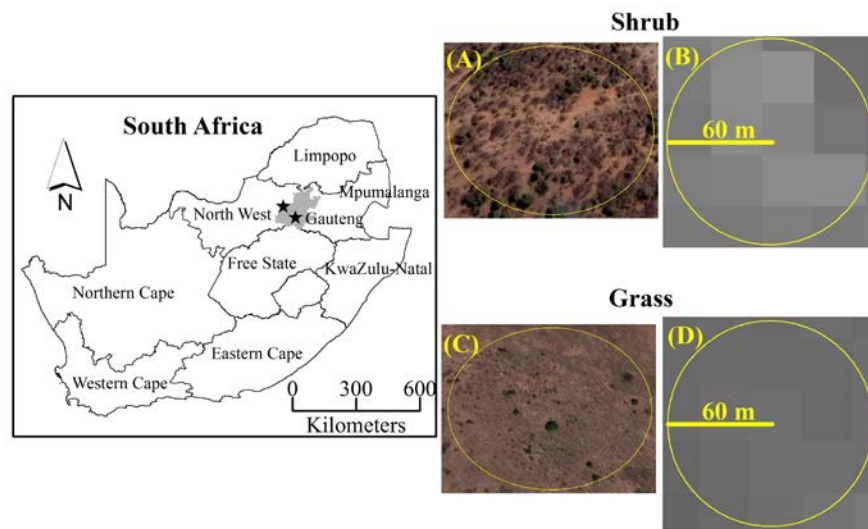 Shrub
(A)
(B)
60 m
South Africa
N
Limpopo
Mpumalanga
North West
Gauteng
Free State
KwaZulu-Natal
Northern Cape
Eastern Cape
Western Cape
0 300 600
Kilometers
Grass
(C)
(D)
60 m